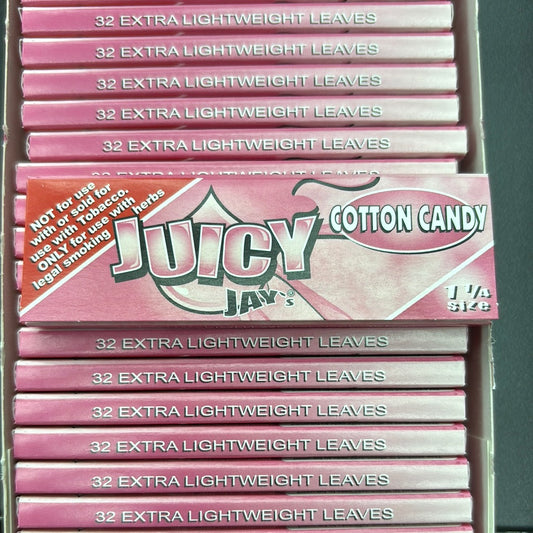 32 EXTRA LIGHTWEIGHT LEAVES
32 EXTRA LIGHTWEIGHT LEAVES
32 EXTRA LIGHTWEIGHT LEAVES
32 EXTRA LIGHTWEIGHT LEAVES
32 EXTRA LIGHTWEIGHT LEAVES
32 EXTRA LIGHTWEIGHT LEAVES
NOT for use
with or sold for
use with Tobacco.
ONLY for use with
legal smoking herbs
JUICY
JAY's
COTTON CANDY
1 1/4
size
32 EXTRA LIGHTWEIGHT LEAVES
32 EXTRA LIGHTWEIGHT LEAVES
32 EXTRA LIGHTWEIGHT LEAVES
32 EXTRA LIGHTWEIGHT LEAVES
32 EXTRA LIGHTWEIGHT LEAVES
32 EXTRA LIGHTWEIGHT LEAVES